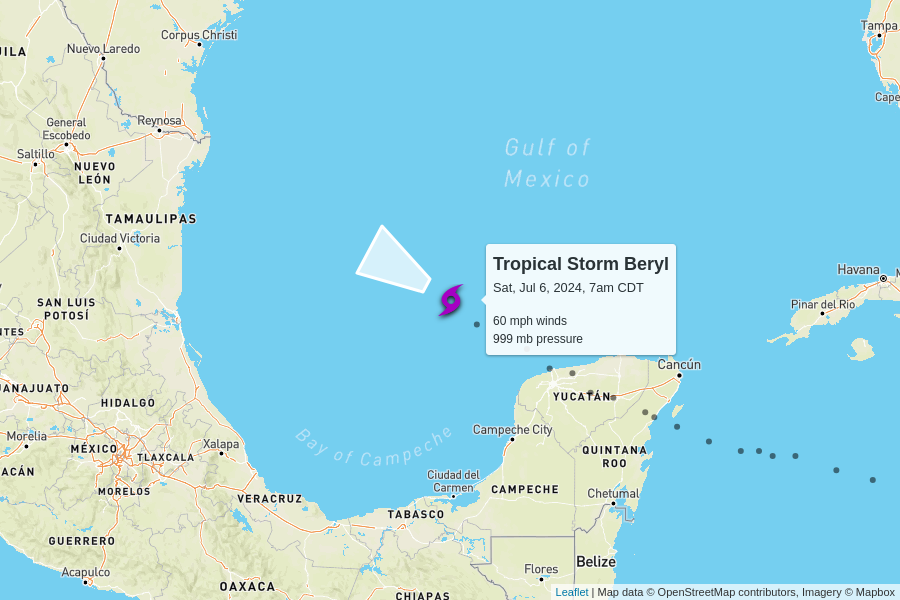 Corpus Christi
Tampa
UILA
Nuevo Laredo
Cape
General
Escobedo
Reynosa
Gulf of
Mexico
Saltillo
NUEVO
LEÓN
TAMAULIPAS
Ciudad Victoria
Tropical Storm Beryl
Sat, Jul 6, 2024, 7am CDT
60 mph winds
999 mb pressure
Havana
Pinar del Rio
SAN LUIS
POTOSÍ
NTES
Cancún
UANAJUATO
YUCATÁN
HIDALGO
Morelia
MÉXICO
TLAXCALA
Xalapa
Bay of Campeche
Campeche City
QUINTANA
ROO
ACÁN
MORELOS
VERACRUZ
Ciudad del
Carmen
CAMPECHE
Chetumal
TABASCO
GUERRERO
Acapulco
OAXACA
CHIAPAS
Flores
Belize
Leaflet | Map data © OpenStreetMap contributors, Imagery © Mapbox